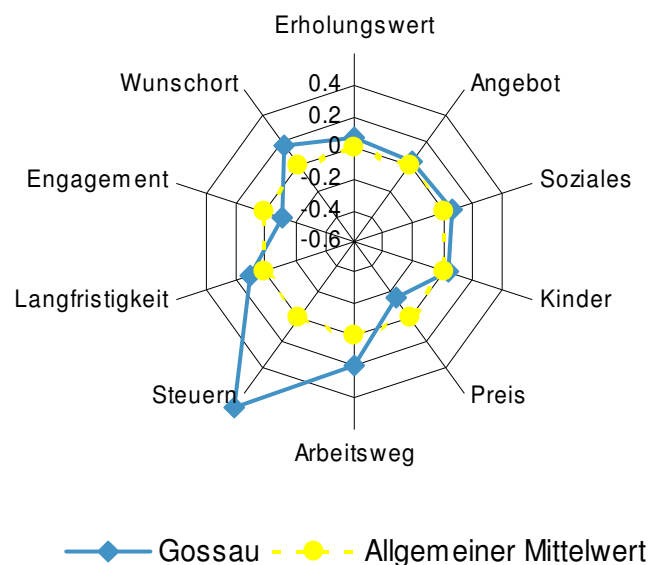 Erholungswert
Wunschort
Angebot
0.4
0.2
0
-0.2
-0.4
-0.6
Engagement
Soziales
Langfristigkeit
Kinder
Steuern
Preis
Arbeitsweg
Gossau
Allgemeiner Mittelwert